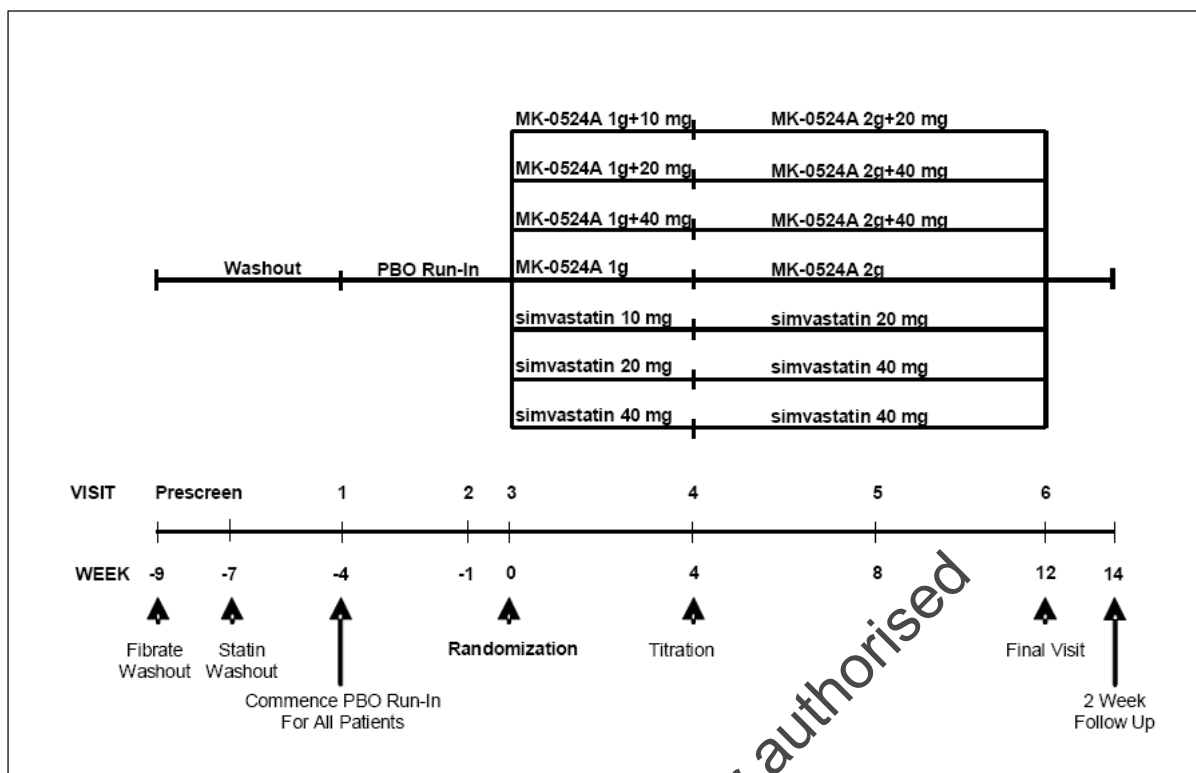 MK-0524A 1g+10 mg MK-0524A 2g+20 mg
MK-0524A 1g+20 mg MK-0524A 2g+40 mg
MK-0524A 1g+40 mg MK-0524A 2g+40 mg
Washout PBO Run-In MK-0524A 1g MK-0524A 2g
simvastatin 10 mg simvastatin 20 mg
simvastatin 20 mg simvastatin 40 mg
simvastatin 40 mg simvastatin 40 mg
VISIT Prescreen 1 2 3 4 5 6
WEEK -9 -7 -4 -1 0 4 8 12 14
Fibrate
Washout
Statin
Washout
Commence PBO Run-In
For All Patients
Randomization
Titration
Final Visit
2 Week
Follow Up
authorised